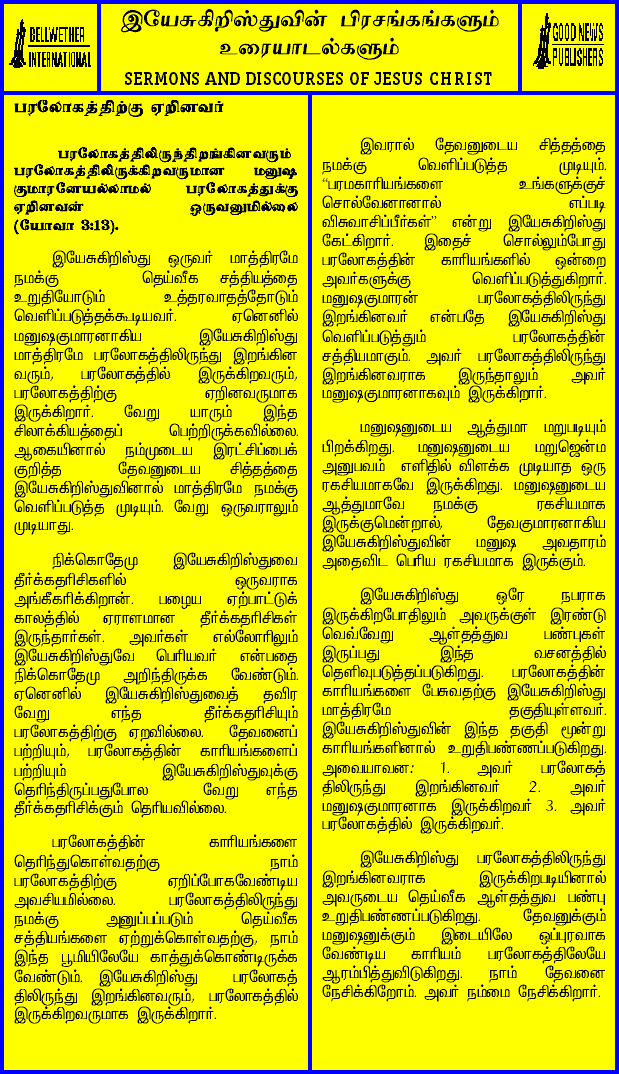 BELLWETHER
INTERNATIONAL
இயேசுகிறிஸ்துவின் பிரசங்கங்களும்
உரையாடல்களும்
SERMONS AND DISCOURSES OF JESUS CHRIST
GOOD NEWS
PUBLISHERS
பரலோகத்திற்கு ஏறினவர்
பரலோகத்திலிருந்திறங்கினவரும்
பரலோகத்திலிருக்கிறவருமான மனுஷ
குமாரனேயல்லாமல் பரலோகத்துக்கு
ஏறினவன் ஒருவனுமில்லை
(யோவா 3:13).
இயேசுகிறிஸ்து ஒருவர் மாத்திரமே
நமக்கு தெய்வீக சத்தியத்தை
உறுதியோடும் உத்தரவாதத்தோடும்
வெளிப்படுத்தக்கூடியவர். ஏனெனில்
மனுஷகுமாரனாகிய இயேசுகிறிஸ்து
மாத்திரமே பரலோகத்திலிருந்து இறங்கின
வரும், பரலோகத்தில் இருக்கிறவரும்,
பரலோகத்திற்கு ஏறினவருமாக
இருக்கிறார். வேறு யாரும் இந்த
சிலாக்கியத்தைப் பெற்றிருக்கவில்லை.
ஆகையினால் நம்முடைய இரட்சிப்பைக்
குறித்த தேவனுடைய சித்தத்தை
இயேசுகிறிஸ்துவினால் மாத்திரமே நமக்கு
வெளிப்படுத்த முடியும். வேறு ஒருவராலும்
முடியாது.
நிக்கொதேமு இயேசுகிறிஸ்துவை
தீர்க்கதரிசிகளில் ஒருவராக
அங்கீகரிக்கிறான். பழைய ஏற்பாட்டுக்
காலத்தில் ஏராளமான தீர்க்கதரிசிகள்
இருந்தார்கள். அவர்கள் எல்லோரிலும்
இயேசுகிறிஸ்துவே பெரியவர் என்பதை
நிக்கொதேமு அறிந்திருக்க வேண்டும்.
ஏனெனில் இயேசுகிறிஸ்துவைத் தவிர
வேறு எந்த தீர்க்கதரிசியும்
பரலோகத்திற்கு ஏறவில்லை. தேவனைப்
பற்றியும், பரலோகத்தின் காரியங்களைப்
பற்றியும் இயேசுகிறிஸ்துவுக்கு
தெரிந்திருப்பதுபோல வேறு எந்த
தீர்க்கதரிசிக்கும் தெரியவில்லை.
பரலோகத்தின் காரியங்களை
தெரிந்துகொள்வதற்கு நாம்
பரலோகத்திற்கு ஏறிப்போகவேண்டிய
அவசியமில்லை. பரலோகத்திலிருந்து
நமக்கு அனுப்பப்படும் தெய்வீக
சத்தியங்களை ஏற்றுக்கொள்வதற்கு, நாம்
இந்த பூமியிலேயே காத்துக்கொண்டிருக்க
வேண்டும். இயேசுகிறிஸ்து பரலோகத்
திலிருந்து இறங்கினவரும், பரலோகத்தில்
இருக்கிறவருமாக இருக்கிறார்.
இவரால் தேவனுடைய சித்தத்தை
நமக்கு வெளிப்படுத்த முடியும்.
“பரமகாரியங்களை உங்களுக்குச்
சொல்வேனானால் எப்படி
விசுவாசிப்பீர்கள்” என்று இயேசுகிறிஸ்து
கேட்கிறார். இதைச் சொல்லும்போது
பரலோகத்தின் காரியங்களில் ஒன்றை
அவர்களுக்கு வெளிப்படுத்துகிறார்.
மனுஷகுமாரன் பரலோகத்திலிருந்து
இறங்கினவர் என்பதே இயேசுகிறிஸ்து
வெளிப்படுத்தும் பரலோகத்தின்
சத்தியமாகும். அவர் பரலோகத்திலிருந்து
இறங்கினவராக இருந்தாலும் அவர்
மனுஷகுமாரனாகவும் இருக்கிறார்.
மனுஷனுடைய ஆத்துமா மறுபடியும்
பிறக்கிறது. மனுஷனுடைய மறுஜென்ம
அனுபவம் எளிதில் விளக்க முடியாத ஒரு
ரகசியமாகவே இருக்கிறது. மனுஷனுடைய
ஆத்துமாவே நமக்கு ரகசியமாக
இருக்குமென்றால், தேவகுமாரனாகிய
இயேசுகிறிஸ்துவின் மனுஷ அவதாரம்
அதைவிட பெரிய ரகசியமாக இருக்கும்.
இயேசுகிறிஸ்து ஒரே நபராக
இருக்கிறபோதிலும் அவருக்குள் இரண்டு
வெவ்வேறு ஆள்தத்துவ பண்புகள்
இருப்பது இந்த வசனத்தில்
தெளிவுபடுத்தப்படுகிறது. பரலோகத்தின்
காரியங்களை பேசுவதற்கு இயேசுகிறிஸ்து
மாத்திரமே தகுதியுள்ளவர்.
இயேசுகிறிஸ்துவின் இந்த தகுதி மூன்று
காரியங்களினால் உறுதிபண்ணப்படுகிறது.
அவையாவன: 1. அவர் பரலோகத்
திலிருந்து இறங்கினவர் 2. அவர்
மனுஷகுமாரனாக இருக்கிறவர் 3. அவர்
பரலோகத்தில் இருக்கிறவர்.
இயேசுகிறிஸ்து பரலோகத்திலிருந்து
இறங்கினவராக இருக்கிறபடியினால்
அவருடைய தெய்வீக ஆள்தத்துவ பண்பு
உறுதிபண்ணப்படுகிறது. தேவனுக்கும்
மனுஷனுக்கும் இடையிலே ஒப்புரவாக
வேண்டிய காரியம் பரலோகத்திலேயே
ஆரம்பித்துவிடுகிறது. நாம் தேவனை
நேசிக்கிறோம். அவர் நம்மை நேசிக்கிறார்.